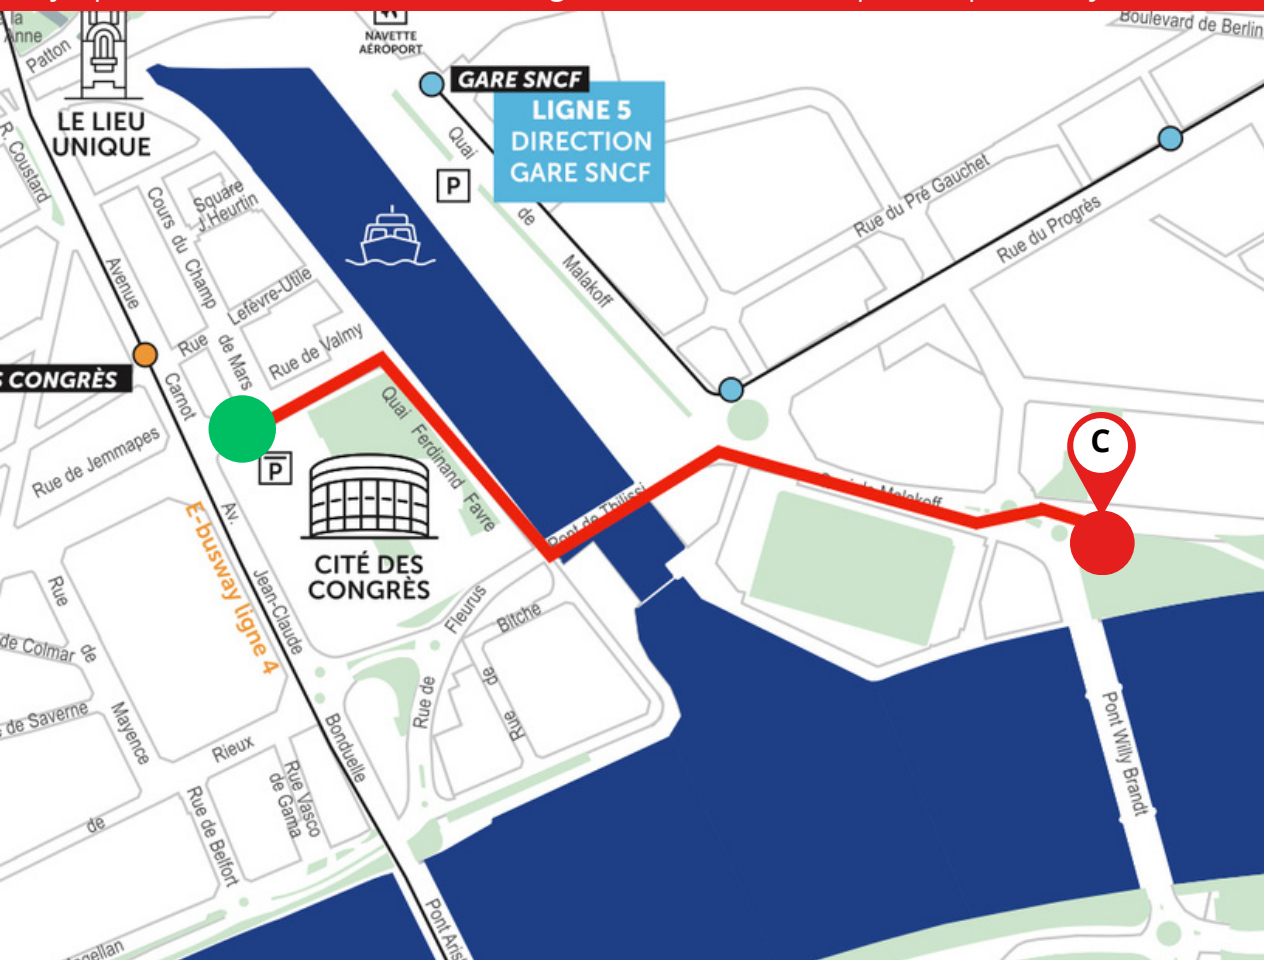 la
Anne
Patton
NAVETTE
AÉROPORT
Boulevard de Berlin
GARE SNCF
LIGNE 5
DIRECTION
GARE SNCF
LE LIEU
UNIQUE
R. Coustard
P
Quai
de
Malakoff
Square
J.Heurtin
Cours du Champ
de Mars
Rue du Pré Gauchet
Rue du Progrès
Avenue
Carnot
Rue
Lefèvre-Utile
Rue de Valmy
S CONGRÈS
Quai Ferdinand Favre
C
Rue de Jemmapes
P
Pont de Tbilissi
de Malakoff
Av.
Jean-Claude
Bonduelle
E-busway ligne 4
CITÉ DES
CONGRÈS
Rue
de
Mayence
de Colmar
de Saverne
Rue de
Fleurus
Bitche
de
Rue
Rieux
Rue Vasco
de Gama
Rue de Belfort
de
Pont Willy Brandt
Pont Aris
agellan